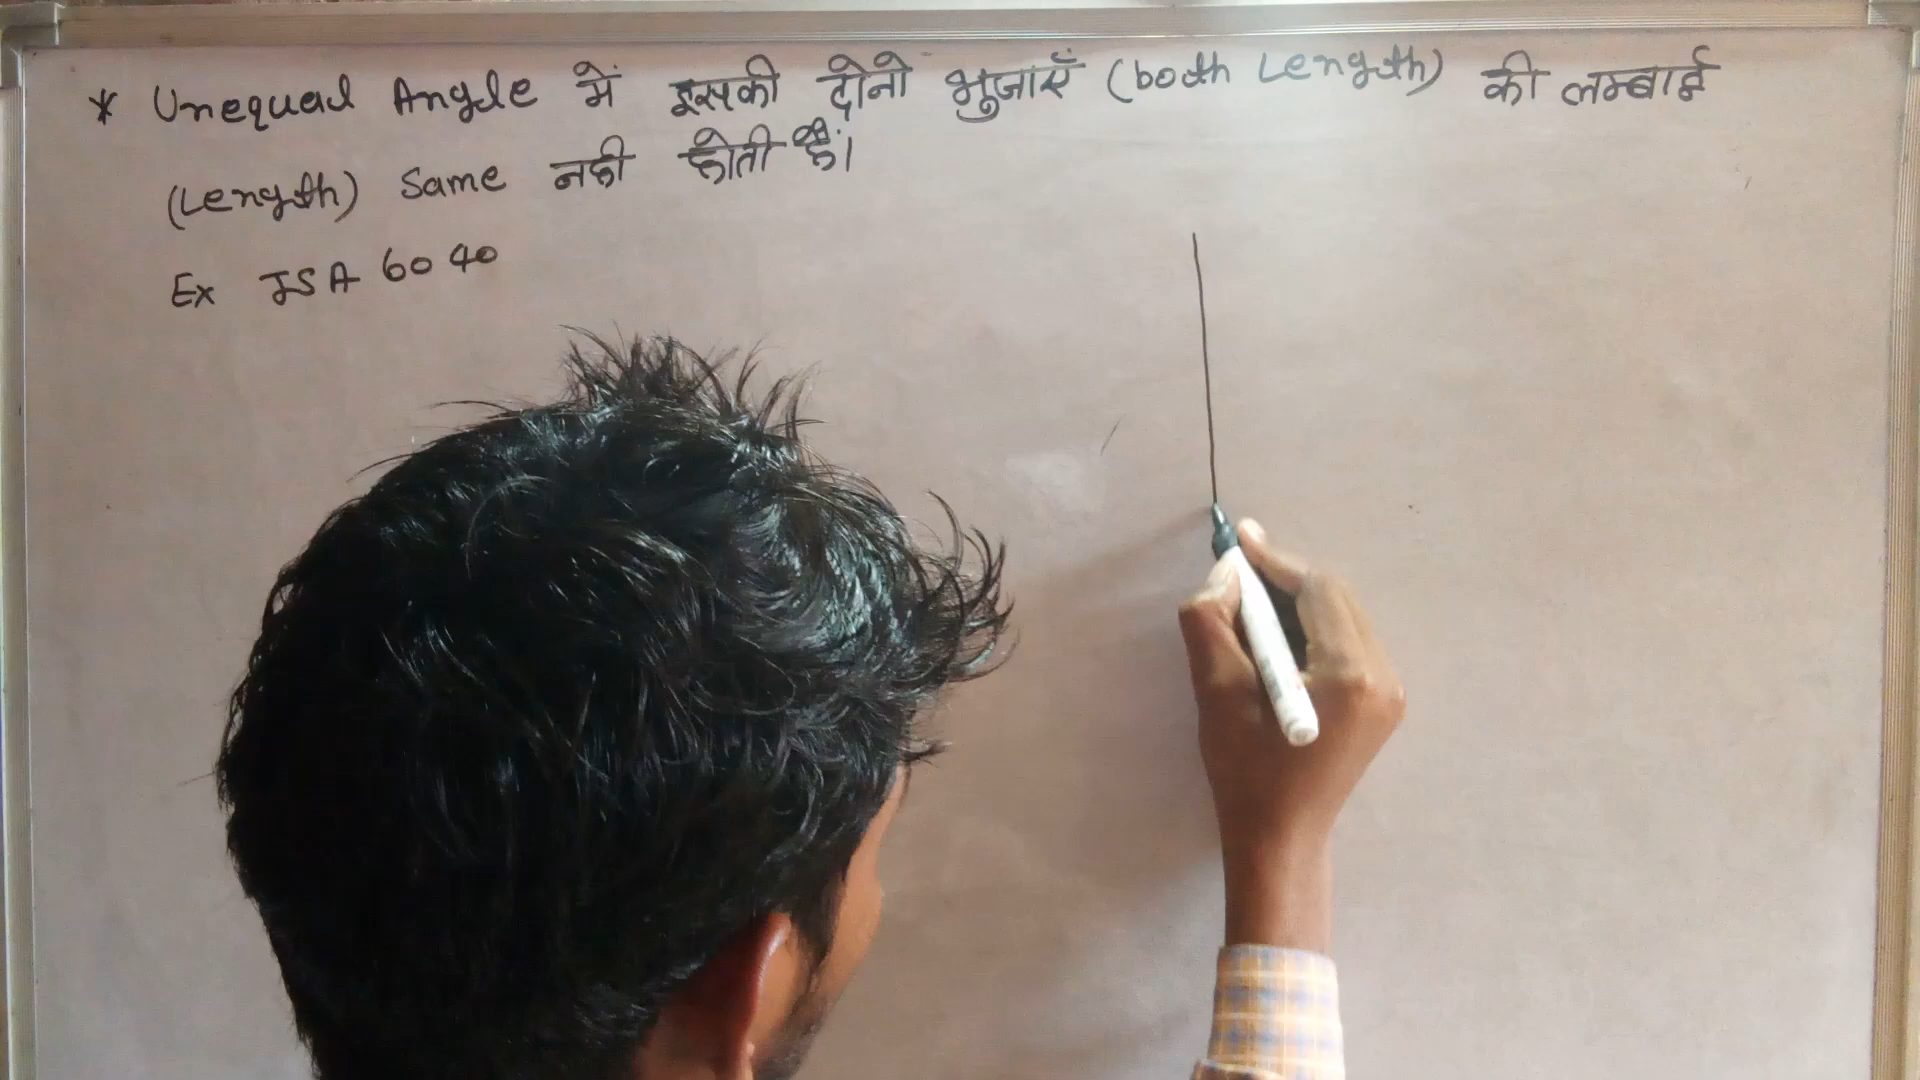 * Unequal Angle में इसकी दोनो भुजाएँ (both Length) की लम्बाई
(Length) Same नही होती है।
Ex ISA 60 40